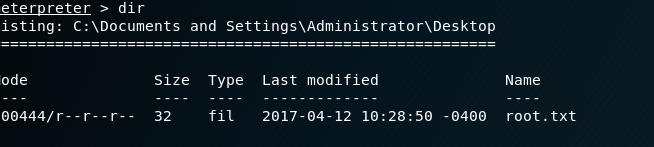 eterpreter > dir
isting: C:\Documents and Settings\Administrator\Desktop
=======================================================
ode              Size  Type  Last modified              Name
---              ----  ----  -------------              ----
00444/r--r--r--  32    fil   2017-04-12 10:28:50 -0400  root.txt